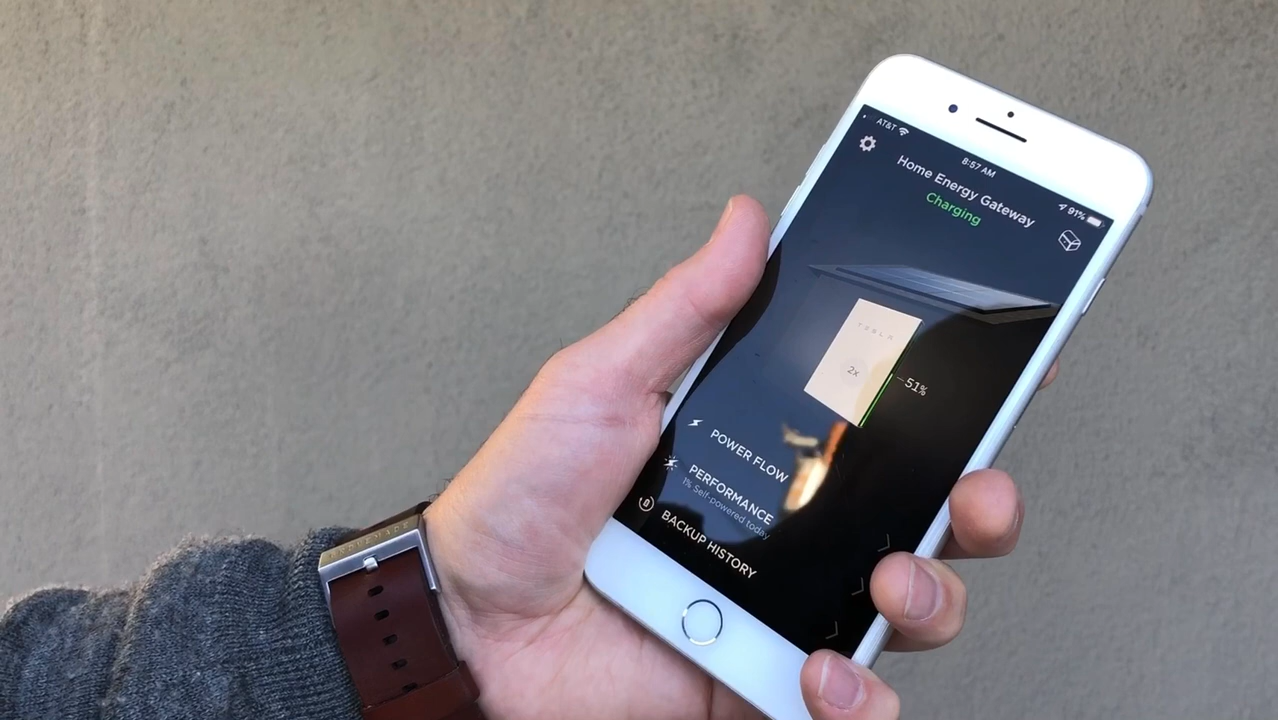 AT&T
8:57 AM
91%
Home Energy Gateway
Charging
TESLA
2x
51%
POWER FLOW
PERFORMANCE
1% Self-powered today
BACKUP HISTORY